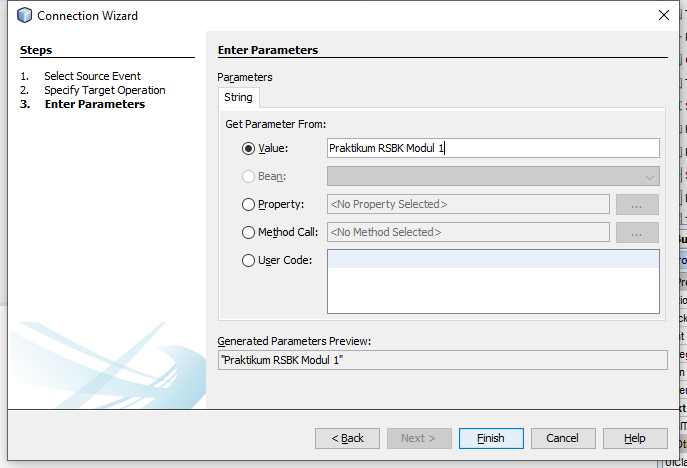 Connection Wizard
Steps
1. Select Source Event
2. Specify Target Operation
3. Enter Parameters
Enter Parameters
Parameters
String
Get Parameter From:
Value: Praktikum RSBK Modul 1
Bean:
Property: <No Property Selected> ...
Method Call: <No Method Selected> ...
User Code:
Generated Parameters Preview:
"Praktikum RSBK Modul 1"
< Back Next > Finish Cancel Help